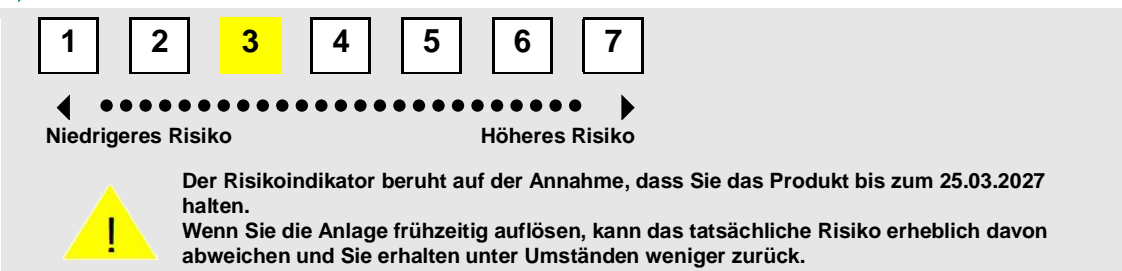 1 2 3 4 5 6 7
Niedrigeres Risiko Höheres Risiko
Der Risikoindikator beruht auf der Annahme, dass Sie das Produkt bis zum 25.03.2027
halten.
Wenn Sie die Anlage frühzeitig auflösen, kann das tatsächliche Risiko erheblich davon
abweichen und Sie erhalten unter Umständen weniger zurück.
!